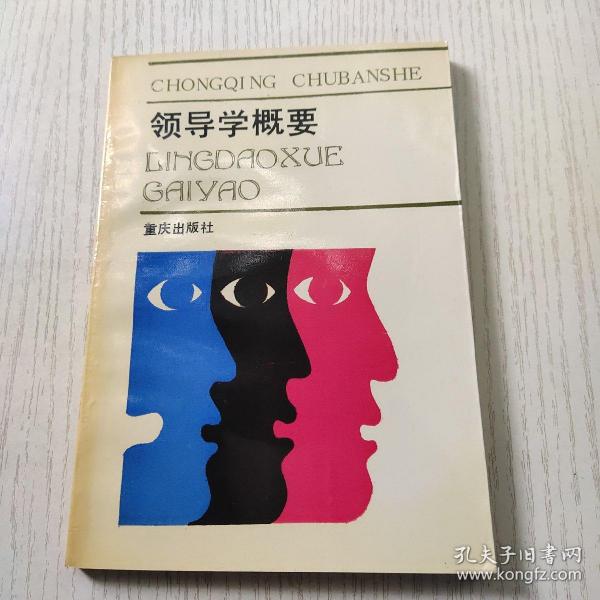 CHONGQING CHUBANSHE
领导学概要
LINGDAOXUE
GAIYAO
重庆出版社
孔夫子旧书网
www.kongfz.com